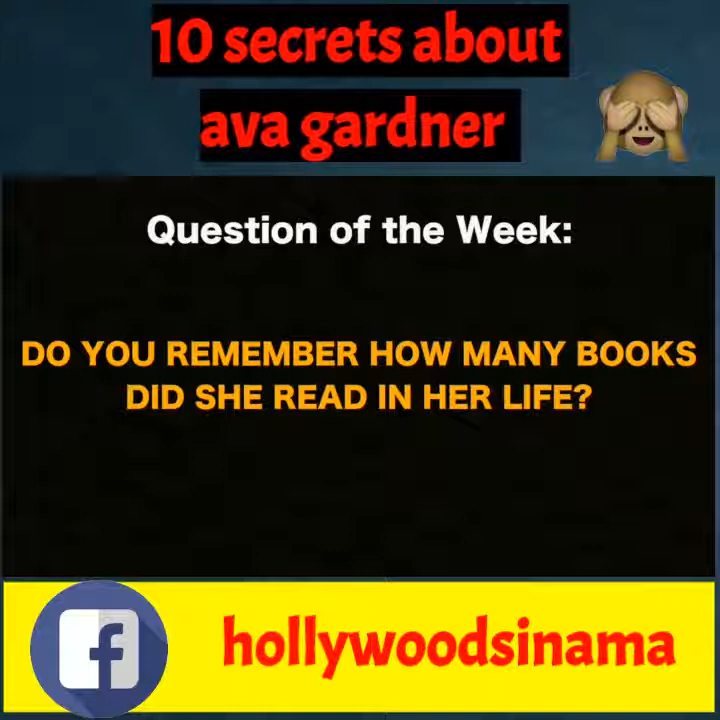 10 secrets about
ava gardner
Question of the Week:
DO YOU REMEMBER HOW MANY BOOKS
DID SHE READ IN HER LIFE?
hollywoodsinama